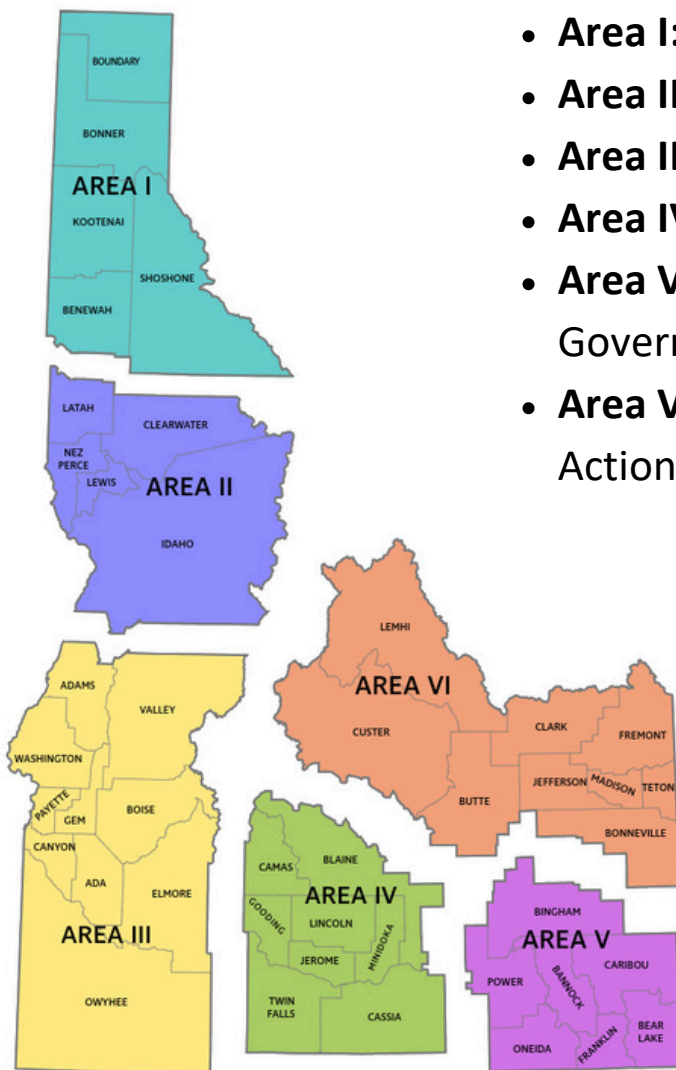 BOUNDARY
BONNER
AREA I
KOOTENAI
SHOSHONE
BENEWAH
LATAH
CLEARWATER
NEZ
PERCE
LEWIS
AREA II
IDAHO
ADAMS
VALLEY
WASHINGTON
PAYETTE
GEM
BOISE
CANYON
ADA
ELMORE
AREA III
OWYHEE
LEMHI
AREA VI
CUSTER
CLARK
FREMONT
JEFFERSON
MADISON
TETON
BUTTE
BONNEVILLE
CAMAS
BLAINE
AREA IV
GOODING
LINCOLN
MINIDOKA
JEROME
TWIN
FALLS
CASSIA
BINGHAM
AREA V
CARIBOU
POWER
BANNOCK
BEAR
LAKE
FRANKLIN
ONEIDA
• Area I:
• Area II
• Area II
• Area IV
• Area V
Govern
• Area V
Action